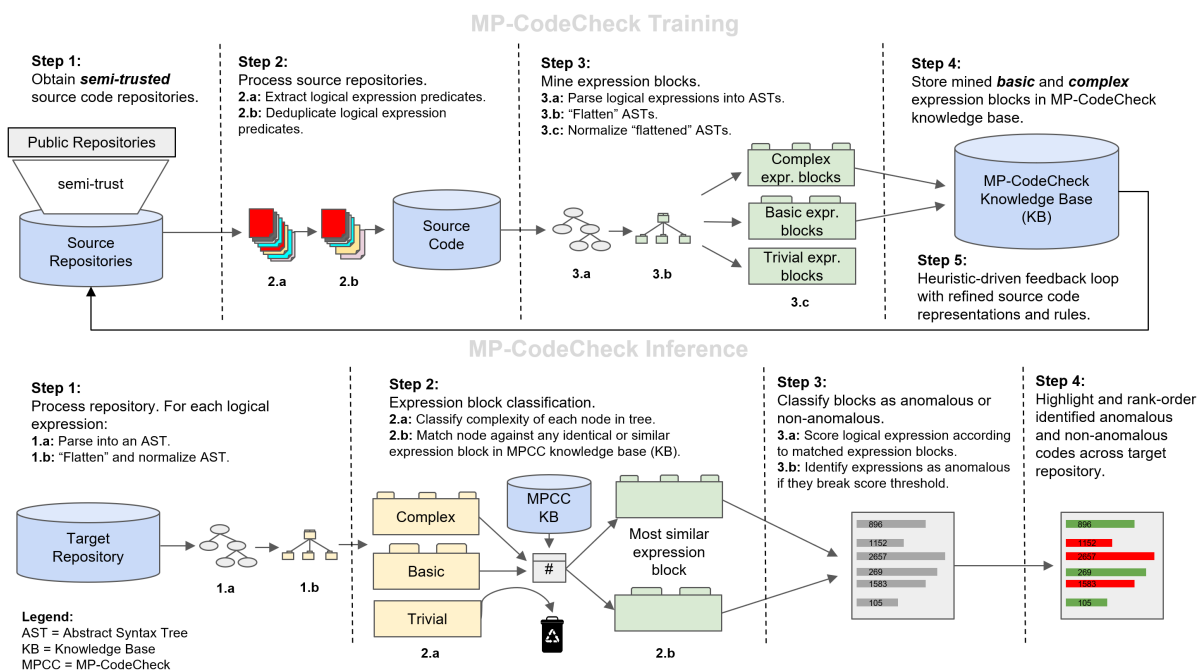 MP-CodeCheck Training
Step 1:
Obtain semi-trusted
source code repositories.
Public Repositories
semi-trust
Source
Repositories
Step 2:
Process source repositories.
2.a: Extract logical expression predicates.
2.b: Deduplicate logical expression
predicates.
2.a
2.b
Source
Code
Step 3:
Mine expression blocks.
3.a: Parse logical expressions into ASTs.
3.b: “Flatten” ASTs.
3.c: Normalize “flattened” ASTs.
3.a
3.b
Complex
expr. blocks
Basic expr.
blocks
Trivial expr.
blocks
3.c
Step 4:
Store mined basic and complex
expression blocks in MP-CodeCheck
knowledge base.
MP-CodeCheck
Knowledge Base
(KB)
Step 5:
Heuristic-driven feedback loop
with refined source code
representations and rules.
MP-CodeCheck Inference
Step 1:
Process repository. For each logical
expression:
1.a: Parse into an AST.
1.b: “Flatten” and normalize AST.
Target
Repository
1.a
1.b
Legend:
AST = Abstract Syntax Tree
KB = Knowledge Base
MPCC = MP-CodeCheck
Step 2:
Expression block classification.
2.a: Classify complexity of each node in tree.
2.b: Match node against any identical or similar
expression block in MPCC knowledge base (KB).
Complex
Basic
Trivial
2.a
MPCC
KB
#
Most similar
expression
block
2.b
Step 3:
Classify blocks as anomalous or
non-anomalous.
3.a: Score logical expression according
to matched expression blocks.
3.b: Identify expressions as anomalous
if they break score threshold.
896
1152
2657
269
1583
105
Step 4:
Highlight and rank-order
identified anomalous
and non-anomalous
codes across target
repository.
896
1152
2657
269
1583
105